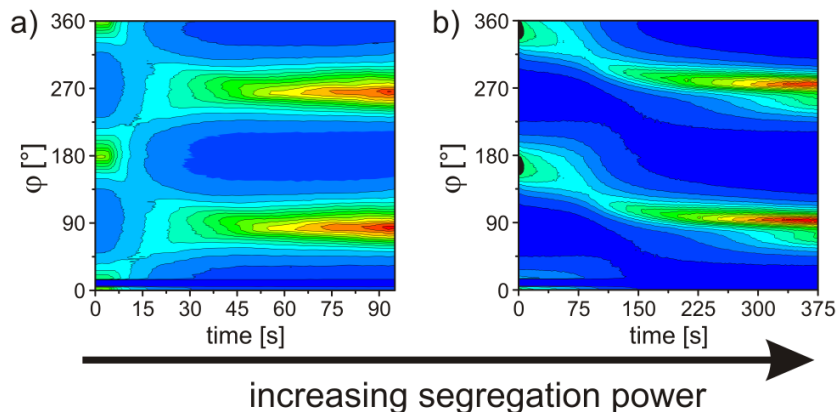 a)
360
270
180
90
0
φ [°]
0 15 30 45 60 75 90
time [s]
b)
360
270
180
90
0
φ [°]
0 75 150 225 300 375
time [s]
increasing segregation power